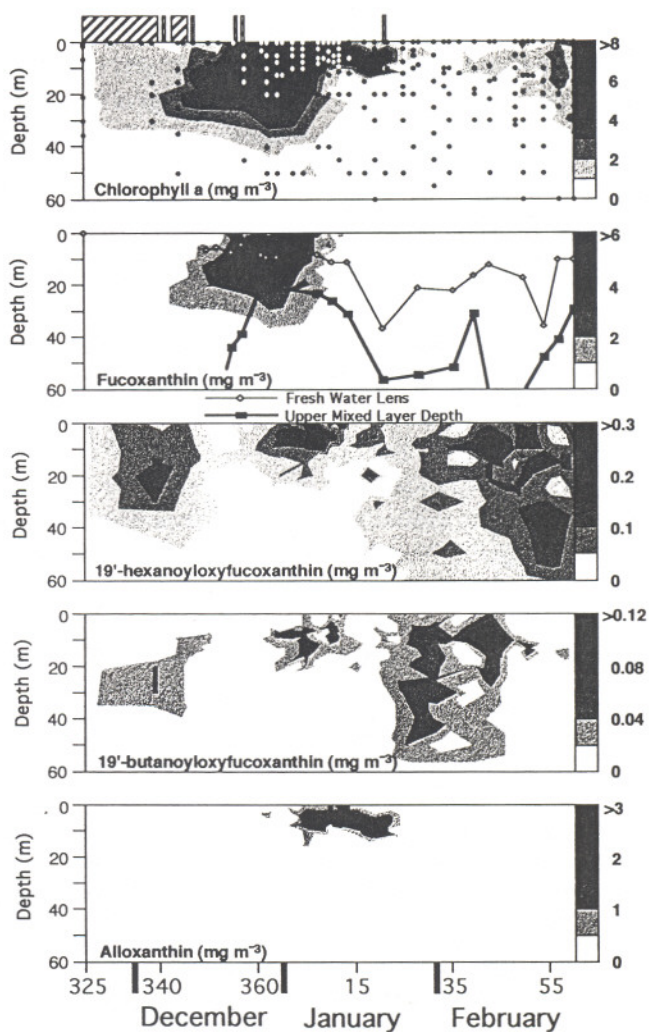 0
20
40
60
Depth (m)
Chlorophyll a (mg m⁻³)
>8
6
4
2
0
0
20
40
60
Depth (m)
Fucoxanthin (mg m⁻³)
>6
4
2
0
Fresh Water Lens
Upper Mixed Layer Depth
0
20
40
60
Depth (m)
19'-hexanoyloxyfucoxanthin (mg m⁻³)
>0.3
0.2
0.1
0
0
20
40
60
Depth (m)
19'-butanoyloxyfucoxanthin (mg m⁻³)
>0.12
0.08
0.04
0
0
20
40
60
Depth (m)
Alloxanthin (mg m⁻³)
>3
2
1
0
325 340 360 15 35 55
December January February